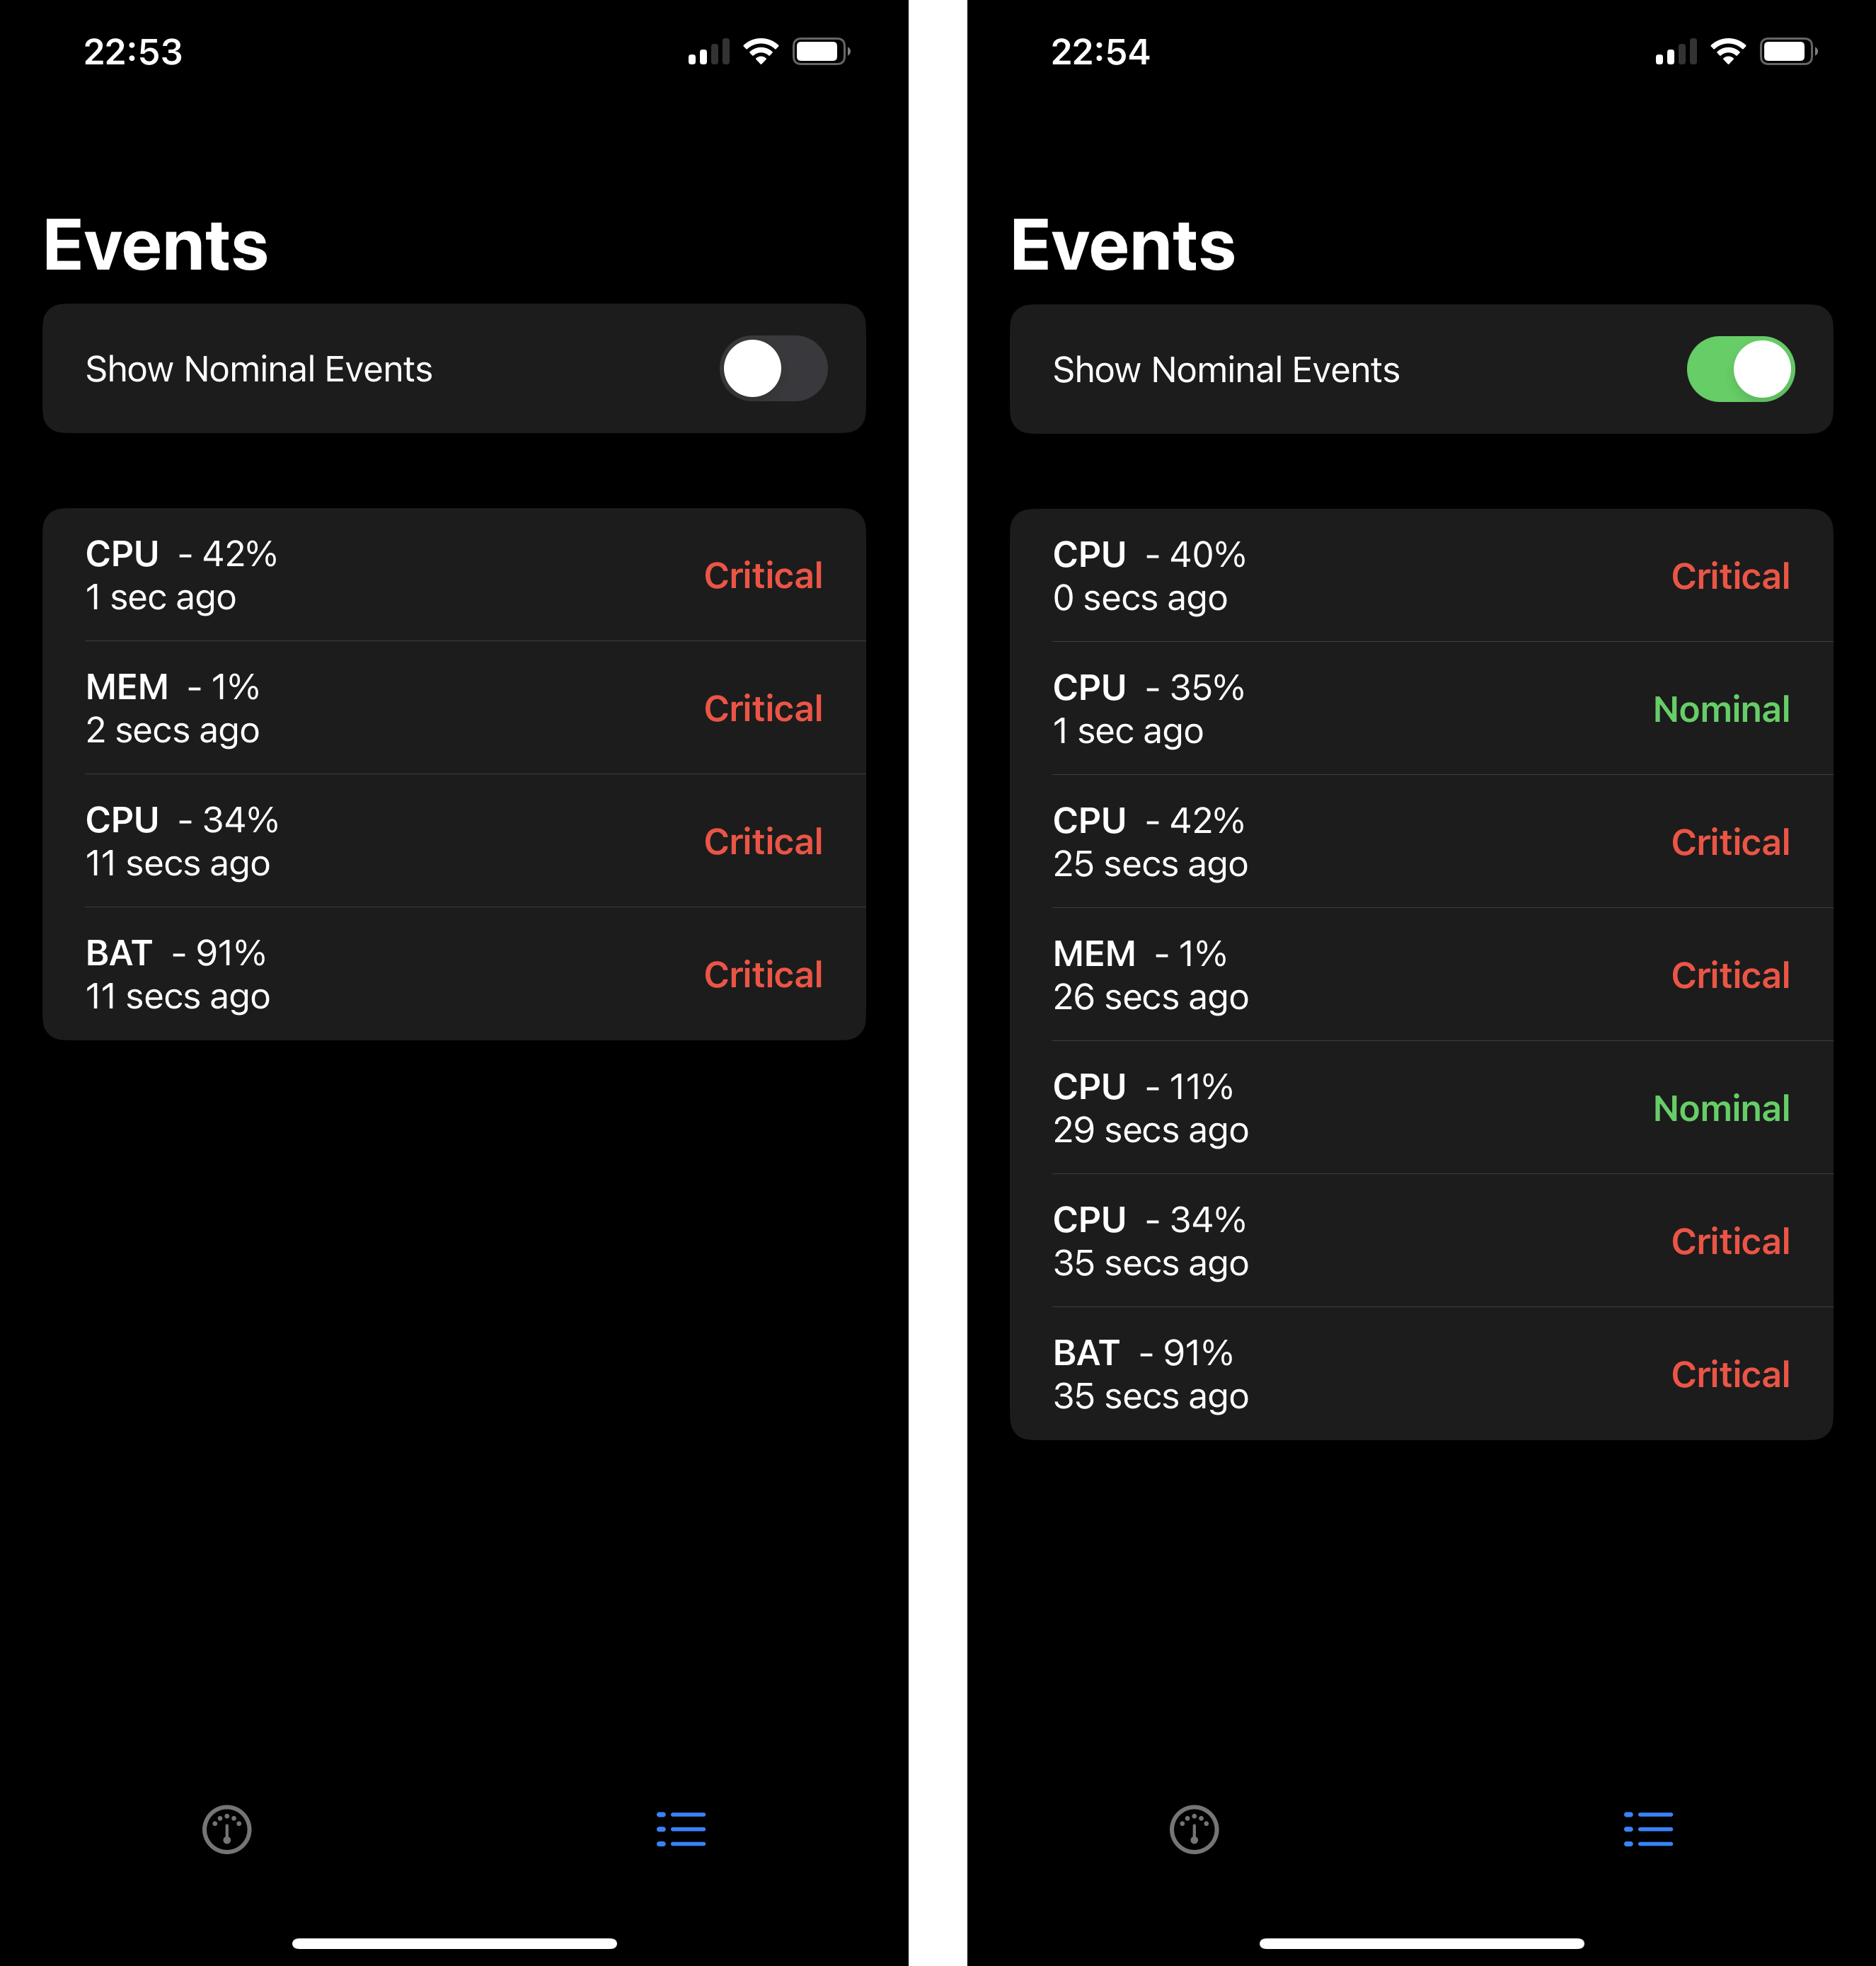 22:53
Events
Show Nominal Events
CPU - 42%
1 sec ago
Critical
MEM - 1%
2 secs ago
Critical
CPU - 34%
11 secs ago
Critical
BAT - 91%
11 secs ago
Critical
22:54
Events
Show Nominal Events
CPU - 40%
0 secs ago
Critical
CPU - 35%
1 sec ago
Nominal
CPU - 42%
25 secs ago
Critical
MEM - 1%
26 secs ago
Critical
CPU - 11%
29 secs ago
Nominal
CPU - 34%
35 secs ago
Critical
BAT - 91%
35 secs ago
Critical